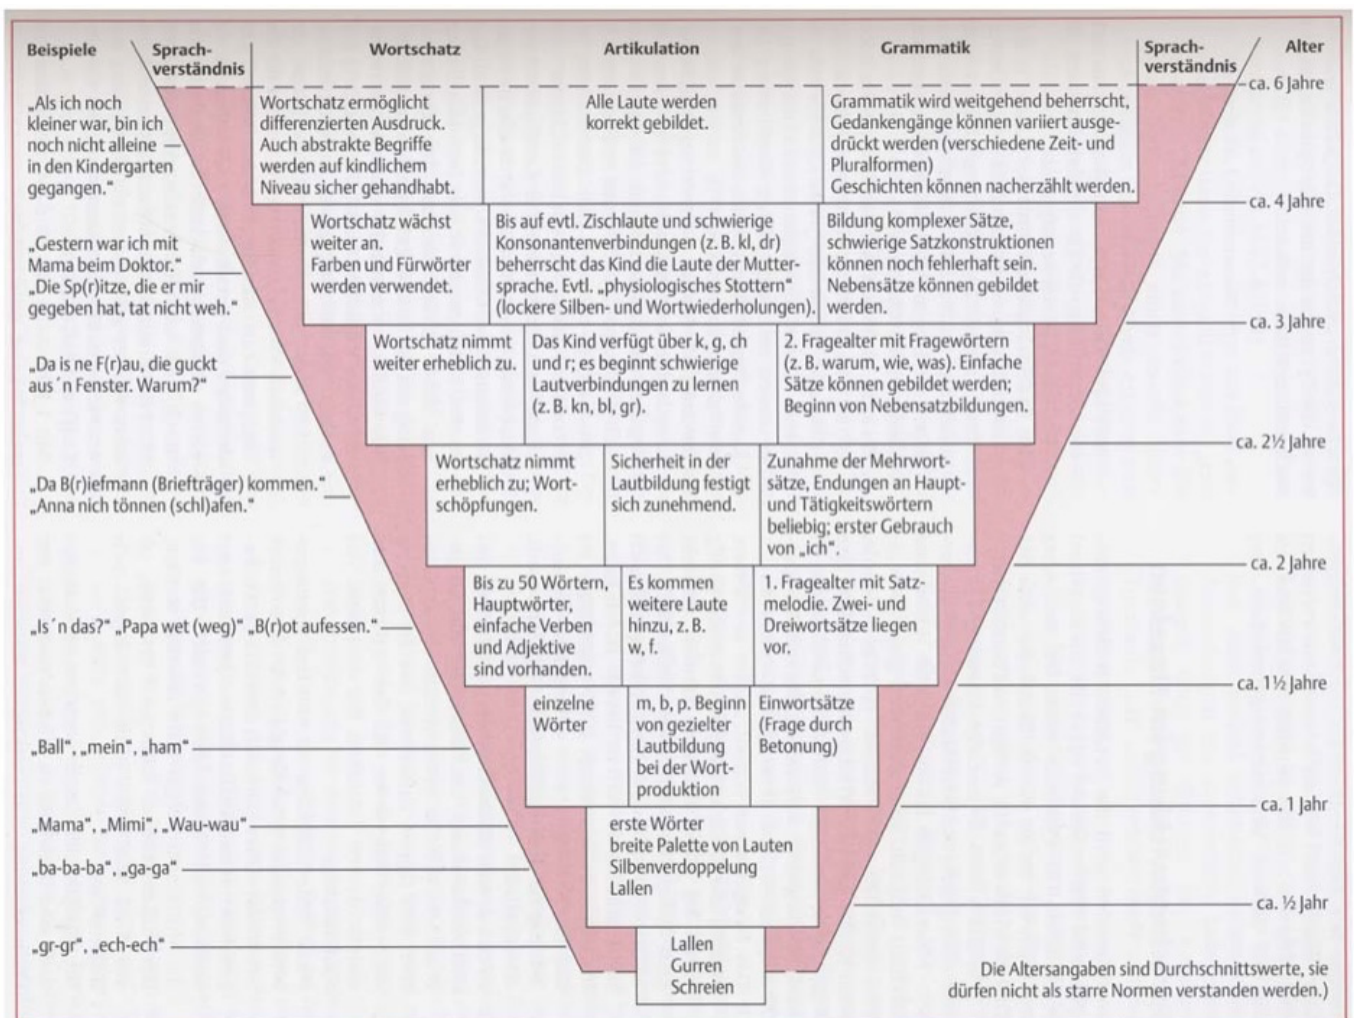 Beispiele
Sprach-
verständnis
Wortschatz
Artikulation
Grammatik
Sprach-
verständnis
Alter
ca. 6 Jahre
„Als ich noch
kleiner war, bin ich
noch nicht alleine
in den Kindergarten
gegangen.“
Wortschatz ermöglicht
differenzierten Ausdruck.
Auch abstrakte Begriffe
werden auf kindlichem
Niveau sicher gehandhabt.
Alle Laute werden
korrekt gebildet.
Grammatik wird weitgehend beherrscht,
Gedankengänge können variiert ausge-
drückt werden (verschiedene Zeit- und
Pluralformen)
Geschichten können nacherzählt werden.
ca. 4 Jahre
„Gestern war ich mit
Mama beim Doktor.“
„Die Sp(r)itze, die er mir
gegeben hat, tat nicht weh.“
Wortschatz wächst
weiter an.
Farben und Fürwörter
werden verwendet.
Bis auf evtl. Zischlaute und schwierige
Konsonantenverbindungen (z. B. kl, dr)
beherrscht das Kind die Laute der Mutter-
sprache. Evtl. „physiologisches Stottern“
(lockere Silben- und Wortwiederholungen).
Bildung komplexer Sätze,
schwierige Satzkonstruktionen
können noch fehlerhaft sein.
Nebensätze können gebildet
werden.
ca. 3 Jahre
„Da is ne F(r)au, die guckt
aus ´n Fenster. Warum?“
Wortschatz nimmt
weiter erheblich zu.
Das Kind verfügt über k, g, ch
und r; es beginnt schwierige
Lautverbindungen zu lernen
(z. B. kn, bl, gr).
2. Fragealter mit Fragewörtern
(z. B. warum, wie, was). Einfache
Sätze können gebildet werden;
Beginn von Nebensatzbildungen.
ca. 2½ Jahre
„Da B(r)iefmann (Briefträger) kommen.“
„Anna nich tönnen (schl)afen.“
Wortschatz nimmt
erheblich zu; Wort-
schöpfungen.
Sicherheit in der
Lautbildung festigt
sich zunehmend.
Zunahme der Mehrwort-
sätze, Endungen an Haupt-
und Tätigkeitswörtern
beliebig; erster Gebrauch
von „ich“.
ca. 2 Jahre
„Is´n das?“ „Papa wet (weg)“ „B(r)ot aufessen.“
Bis zu 50 Wörtern,
Hauptwörter,
einfache Verben
und Adjektive
sind vorhanden.
Es kommen
weitere Laute
hinzu, z. B.
w, f.
1. Fragealter mit Satz-
melodie. Zwei- und
Dreiwortsätze liegen
vor.
ca. 1½ Jahre
„Ball“, „mein“, „ham“
einzelne
Wörter
m, b, p. Beginn
von gezielter
Lautbildung
bei der Wort-
produktion
Einwortsätze
(Frage durch
Betonung)
ca. 1 Jahr
„Mama“, „Mimi“, „Wau-wau“
„ba-ba-ba“, „ga-ga“
erste Wörter
breite Palette von Lauten
Silbenverdoppelung
Lallen
ca. ½ Jahr
„gr-gr“, „ech-ech“
Lallen
Gurren
Schreien
Die Altersangaben sind Durchschnittswerte, sie
dürfen nicht als starre Normen verstanden werden.)